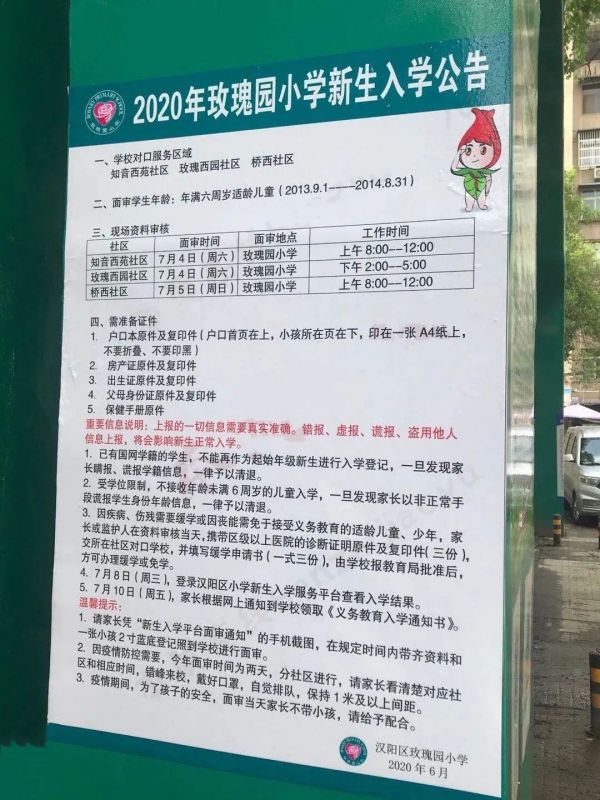 2020年玫瑰园小学新生入学公告
一、学校对口服务区域
知音西苑社区 玫瑰西园社区 桥西社区
二、面审学生年龄：年满六周岁适龄儿童（2013.9.1----2014.8.31）
三、现场资料审核
社区 面审时间 面审地点 工作时间
知音西苑社区 7月4日（周六） 玫瑰园小学 上午 8:00--12:00
玫瑰西园社区 7月4日（周六） 玫瑰园小学 下午 2:00--5:00
桥西社区 7月5日（周日） 玫瑰园小学 上午 8:00--12:00
四、需准备证件
1. 户口本原件及复印件（户口首页在上，小孩所在页在下，印在一张 A4纸上，
不要折叠、不要印黑）
2. 房产证原件及复印件
3. 出生证原件及复印件
4. 父母身份证原件及复印件
5. 保健手册原件
重要信息说明：上报的一切信息需要真实准确。错报、虚报、谎报、盗用他人
信息上报，将会影响新生正常入学。
1. 已有国网学籍的学生，不能再作为起始年级新生进行入学登记，一旦发现家
长瞒报、谎报学籍信息，一律予以清退。
2. 受学位限制，不接收年龄未满 6 周岁的儿童入学，一旦发现家长以非正常手
段谎报学生身份年龄信息，一律予以清退。
3. 因疾病、伤残需要缓学或因丧能需免于接受义务教育的适龄儿童、少年，家
长或监护人在资料审核当天，携带区级以上医院的诊断证明原件及复印件（三份），
交所在社区对口学校，并填写缓学申请书（一式三份），由学校报教育局批准后，
方可办理缓学或免学。
4. 7月8日（周三），登录汉阳区小学新生入学服务平台查看入学结果。
5. 7月10日（周五），家长根据网上通知到学校领取《义务教育入学通知书》。
温馨提示：
1. 请家长凭“新生入学平台面审通知”的手机截图，在规定时间内带齐资料和
一张小孩 2 寸蓝底登记照到学校进行面审。
2. 因疫情防控需要，今年面审时间为两天，分社区进行，请家长看清楚对应社
区和相应时间，错峰来校，戴好口罩，自觉排队，保持 1 米及以上间距。
3. 疫情期间，为了孩子的安全，面审当天家长不带小孩，请给予配合。
汉阳区玫瑰园小学
2020 年 6 月